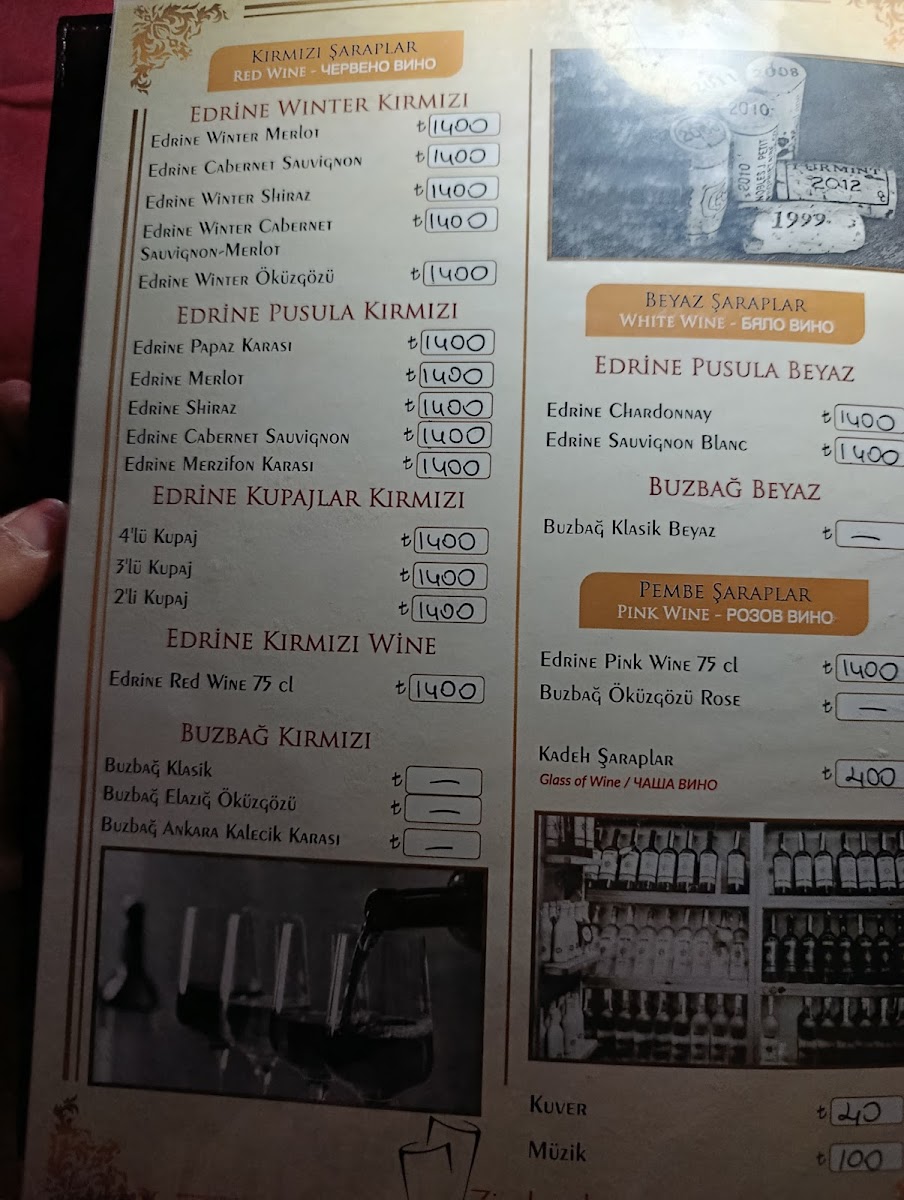 Kırmızı Şaraplar
Red Wine - ЧЕРВЕНО ВИНО
Edrine Winter Kırmızı
Edrine Winter Merlot ₺ 1400
Edrine Cabernet Sauvignon ₺ 1400
Edrine Winter Shiraz ₺ 1400
Edrine Winter Cabernet ₺ 1400
Sauvignon-Merlot
Edrine Winter Öküzgözü ₺ 1400
Edrine Pusula Kırmızı
Edrine Papaz Karası ₺ 1400
Edrine Merlot ₺ 1400
Edrine Shiraz ₺ 1400
Edrine Cabernet Sauvignon ₺ 1400
Edrine Merzifon Karası ₺ 1400
Edrine Kupajlar Kırmızı
4'lü Kupaj ₺ 1400
3'lü Kupaj ₺ 1400
2'li Kupaj ₺ 1400
Edrine Kırmızı Wine
Edrine Red Wine 75 cl ₺ 1400
Buzbağ Kırmızı
Buzbağ Klasik ₺ —
Buzbağ Elazığ Öküzgözü ₺ —
Buzbağ Ankara Kalecik Karası ₺ —
2011
2008
2010
2010
NOBLES J. PETIT
FURMINT
2012
1999
Beyaz Şaraplar
White Wine - БЯЛО ВИНО
Edrine Pusula Beyaz
Edrine Chardonnay ₺ 1400
Edrine Sauvignon Blanc ₺ 1400
Buzbağ Beyaz
Buzbağ Klasik Beyaz ₺ —
Pembe Şaraplar
Pink Wine - РОЗОВ ВИНО
Edrine Pink Wine 75 cl ₺ 1400
Buzbağ Öküzgözü Rose ₺ —
Kadeh Şaraplar ₺ 400
Glass of Wine / ЧАША ВИНО
Kuver ₺ 40
Müzik ₺ 100